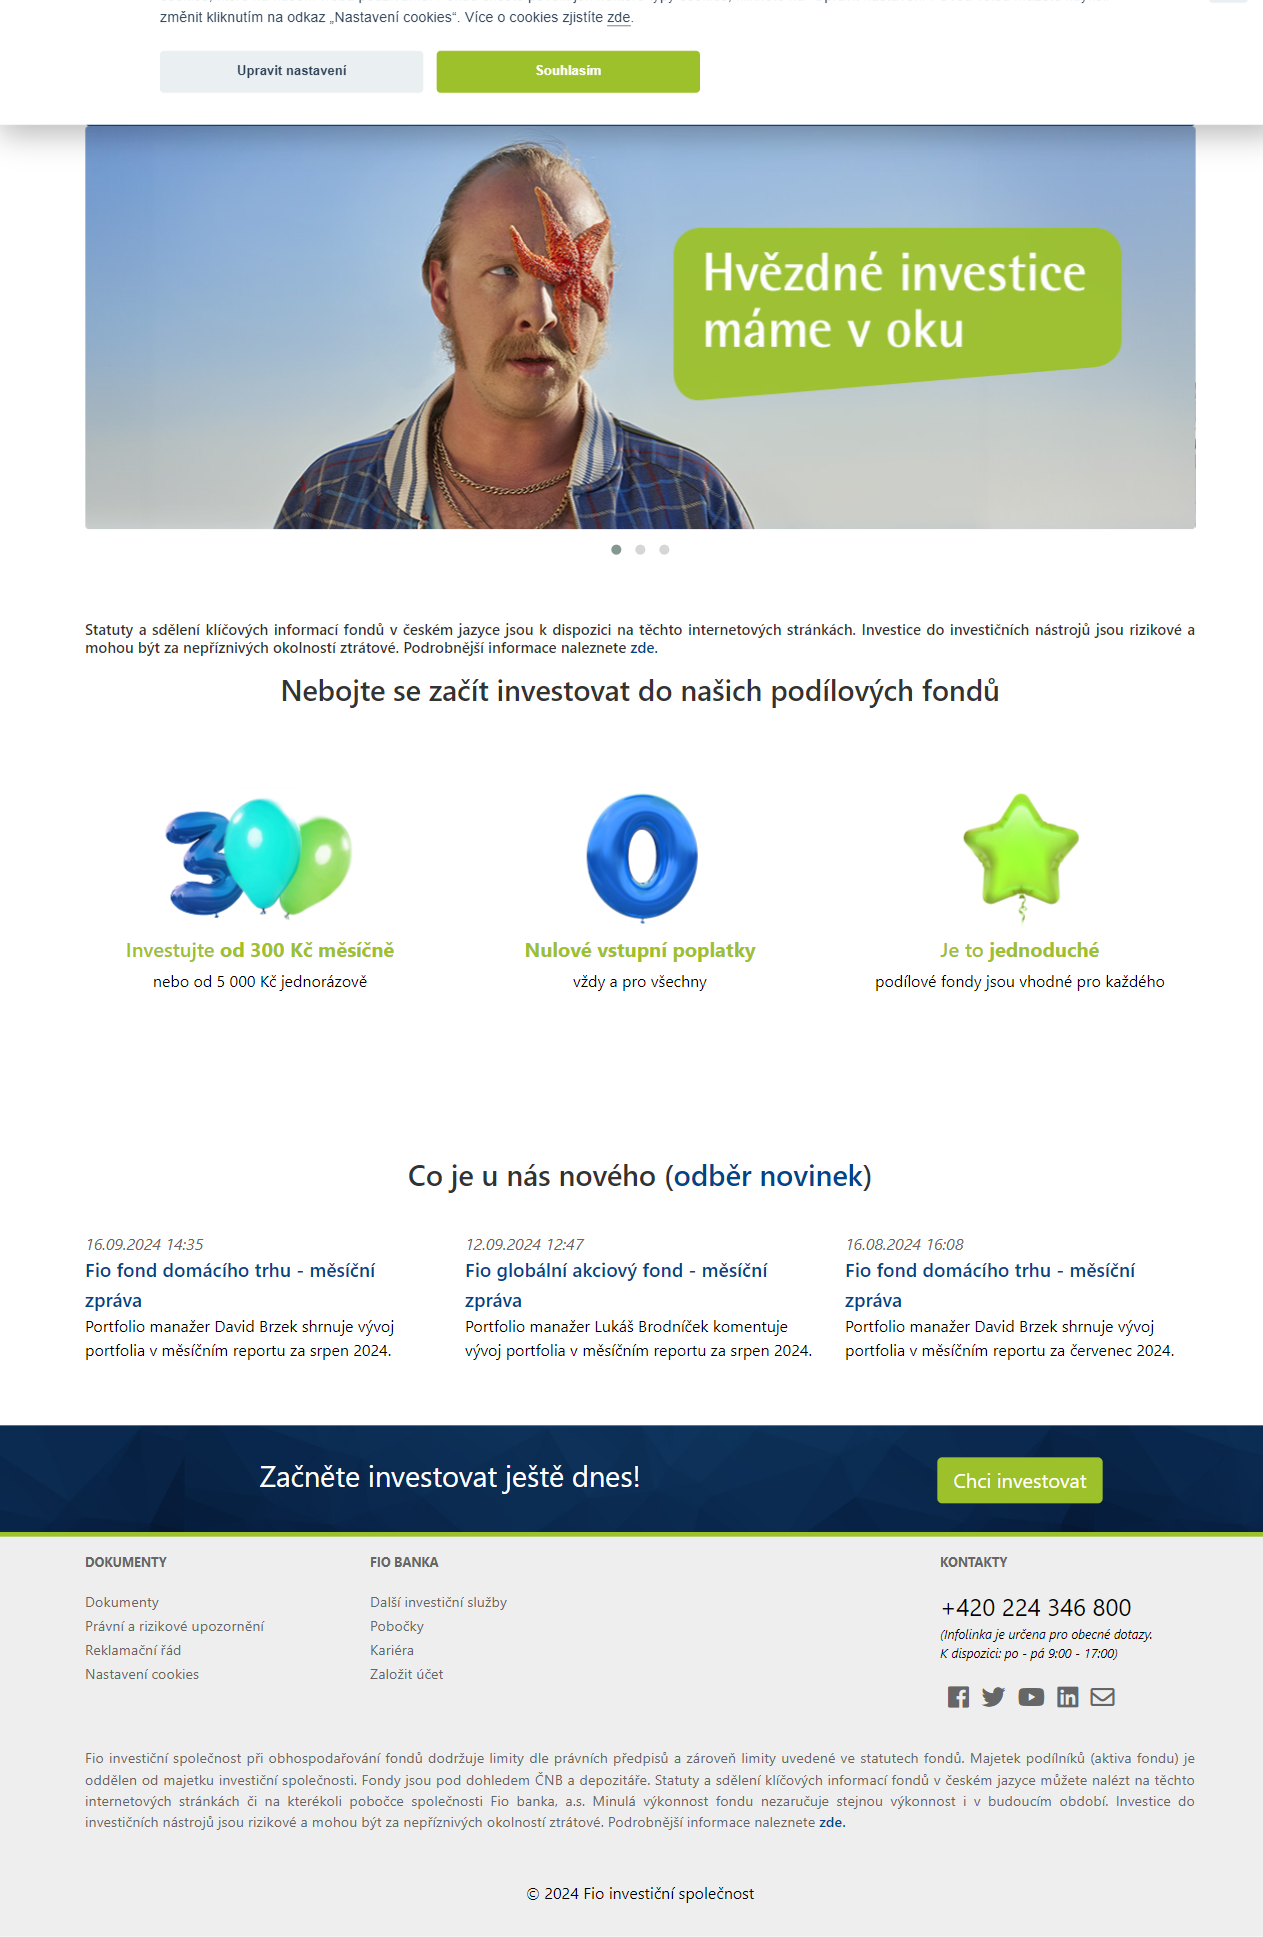 změnit kliknutím na odkaz „Nastavení cookies“. Více o cookies zjistíte zde.
Upravit nastavení
Souhlasím
Hvězdné investice
máme v oku
Statuty a sdělení klíčových informací fondů v českém jazyce jsou k dispozici na těchto internetových stránkách. Investice do investičních nástrojů jsou rizikové a
mohou být za nepříznivých okolností ztrátové. Podrobnější informace naleznete zde.
Nebojte se začít investovat do našich podílových fondů
Investujte od 300 Kč měsíčně
nebo od 5 000 Kč jednorázově
Nulové vstupní poplatky
vždy a pro všechny
Je to jednoduché
podílové fondy jsou vhodné pro každého
Co je u nás nového (odběr novinek)
16.09.2024 14:35
Fio fond domácího trhu - měsíční
zpráva
Portfolio manažer David Brzek shrnuje vývoj
portfolia v měsíčním reportu za srpen 2024.
12.09.2024 12:47
Fio globální akciový fond - měsíční
zpráva
Portfolio manažer Lukáš Brodníček komentuje
vývoj portfolia v měsíčním reportu za srpen 2024.
16.08.2024 16:08
Fio fond domácího trhu - měsíční
zpráva
Portfolio manažer David Brzek shrnuje vývoj
portfolia v měsíčním reportu za červenec 2024.
Začněte investovat ještě dnes!
Chci investovat
DOKUMENTY
Dokumenty
Právní a rizikové upozornění
Reklamační řád
Nastavení cookies
FIO BANKA
Další investiční služby
Pobočky
Kariéra
Založit účet
KONTAKTY
+420 224 346 800
(Infolinka je určena pro obecné dotazy.
K dispozici: po - pá 9:00 - 17:00)
Fio investiční společnost při obhospodařování fondů dodržuje limity dle právních předpisů a zároveň limity uvedené ve statutech fondů. Majetek podílníků (aktiva fondu) je
oddělen od majetku investiční společnosti. Fondy jsou pod dohledem ČNB a depozitáře. Statuty a sdělení klíčových informací fondů v českém jazyce můžete nalézt na těchto
internetových stránkách či na kterékoli pobočce společnosti Fio banka, a.s. Minulá výkonnost fondu nezaručuje stejnou výkonnost i v budoucím období. Investice do
investičních nástrojů jsou rizikové a mohou být za nepříznivých okolností ztrátové. Podrobnější informace naleznete zde.
© 2024 Fio investiční společnost